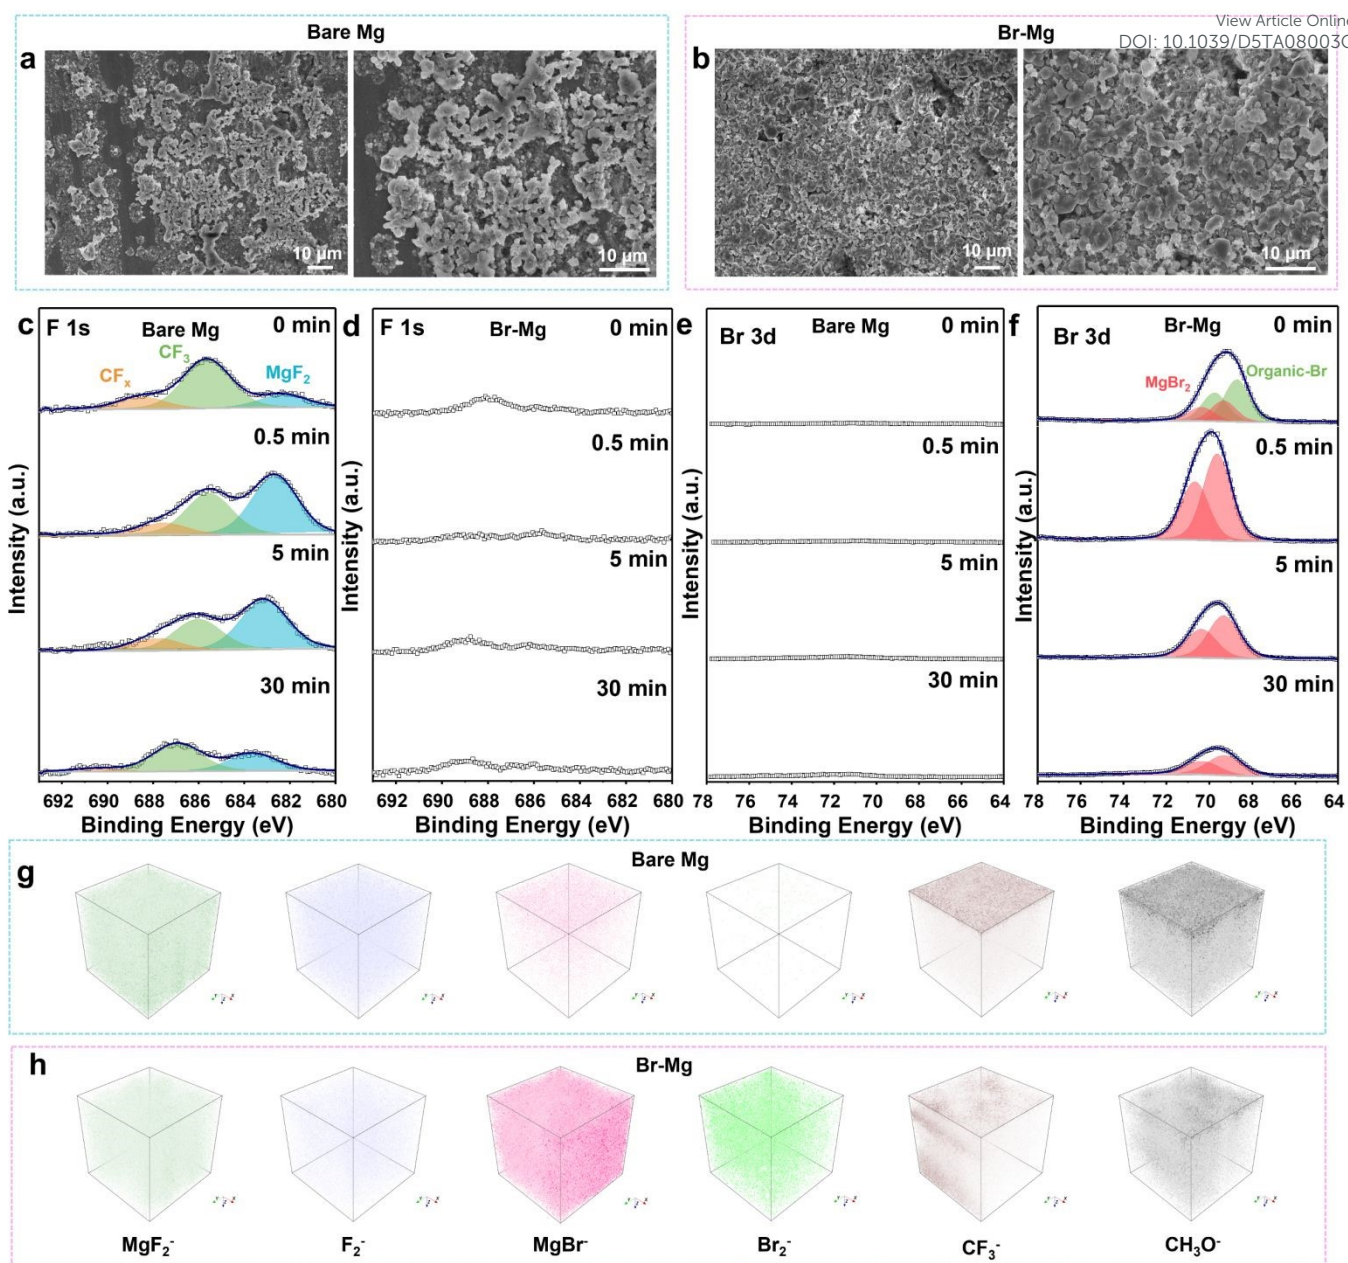 View Article Online
DOI: 10.1039/D5TA08003
Bare Mg
Br-Mg
a
b
10 µm
10 µm
10 µm
10 µm
c
F 1s
Bare Mg
0 min
CF₃
CFₓ
MgF₂
0.5 min
5 min
30 min
Intensity (a.u.)
692 690 688 686 684 682 680
Binding Energy (eV)
d
F 1s
Br-Mg
0 min
0.5 min
5 min
30 min
Intensity (a.u.)
692 690 688 686 684 682 680
Binding Energy (eV)
e
Br 3d
Bare Mg
0 min
0.5 min
5 min
30 min
Intensity (a.u.)
78 76 74 72 70 68 66 64
Binding Energy (eV)
f
Br 3d
Br-Mg
0 min
MgBr₂
Organic-Br
0.5 min
5 min
30 min
Intensity (a.u.)
78 76 74 72 70 68 66 64
Binding Energy (eV)
g
Bare Mg
h
Br-Mg
MgF₂⁻
F₂⁻
MgBr⁻
Br₂⁻
CF₃⁻
CH₃O⁻